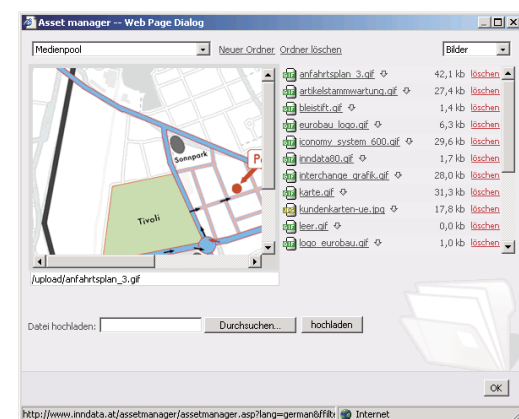 Asset manager -- Web Page Dialog
Medienpool Neuer Ordner Ordner löschen Bilder
anfahrtsplan_3.gif 42,1 kb löschen
artikelstammwartung.gif 27,4 kb löschen
bleistift.gif 1,4 kb löschen
eurobau_logo.gif 6,3 kb löschen
iconomy_system_600.gif 29,6 kb löschen
inndata80.gif 1,7 kb löschen
interchange_grafik.gif 28,0 kb löschen
karte.gif 31,3 kb löschen
kundenkarten-ue.jpg 17,8 kb löschen
leer.gif 0,0 kb löschen
logo_eurobau.gif 1,0 kb löschen
Sonnpark
P
Tivoli
/upload/anfahrtsplan_3.gif
Datei hochladen: Durchsuchen... hochladen
OK
http://www.inndata.at/assetmanager/assetmanager.asp?lang=german&ffilt Internet